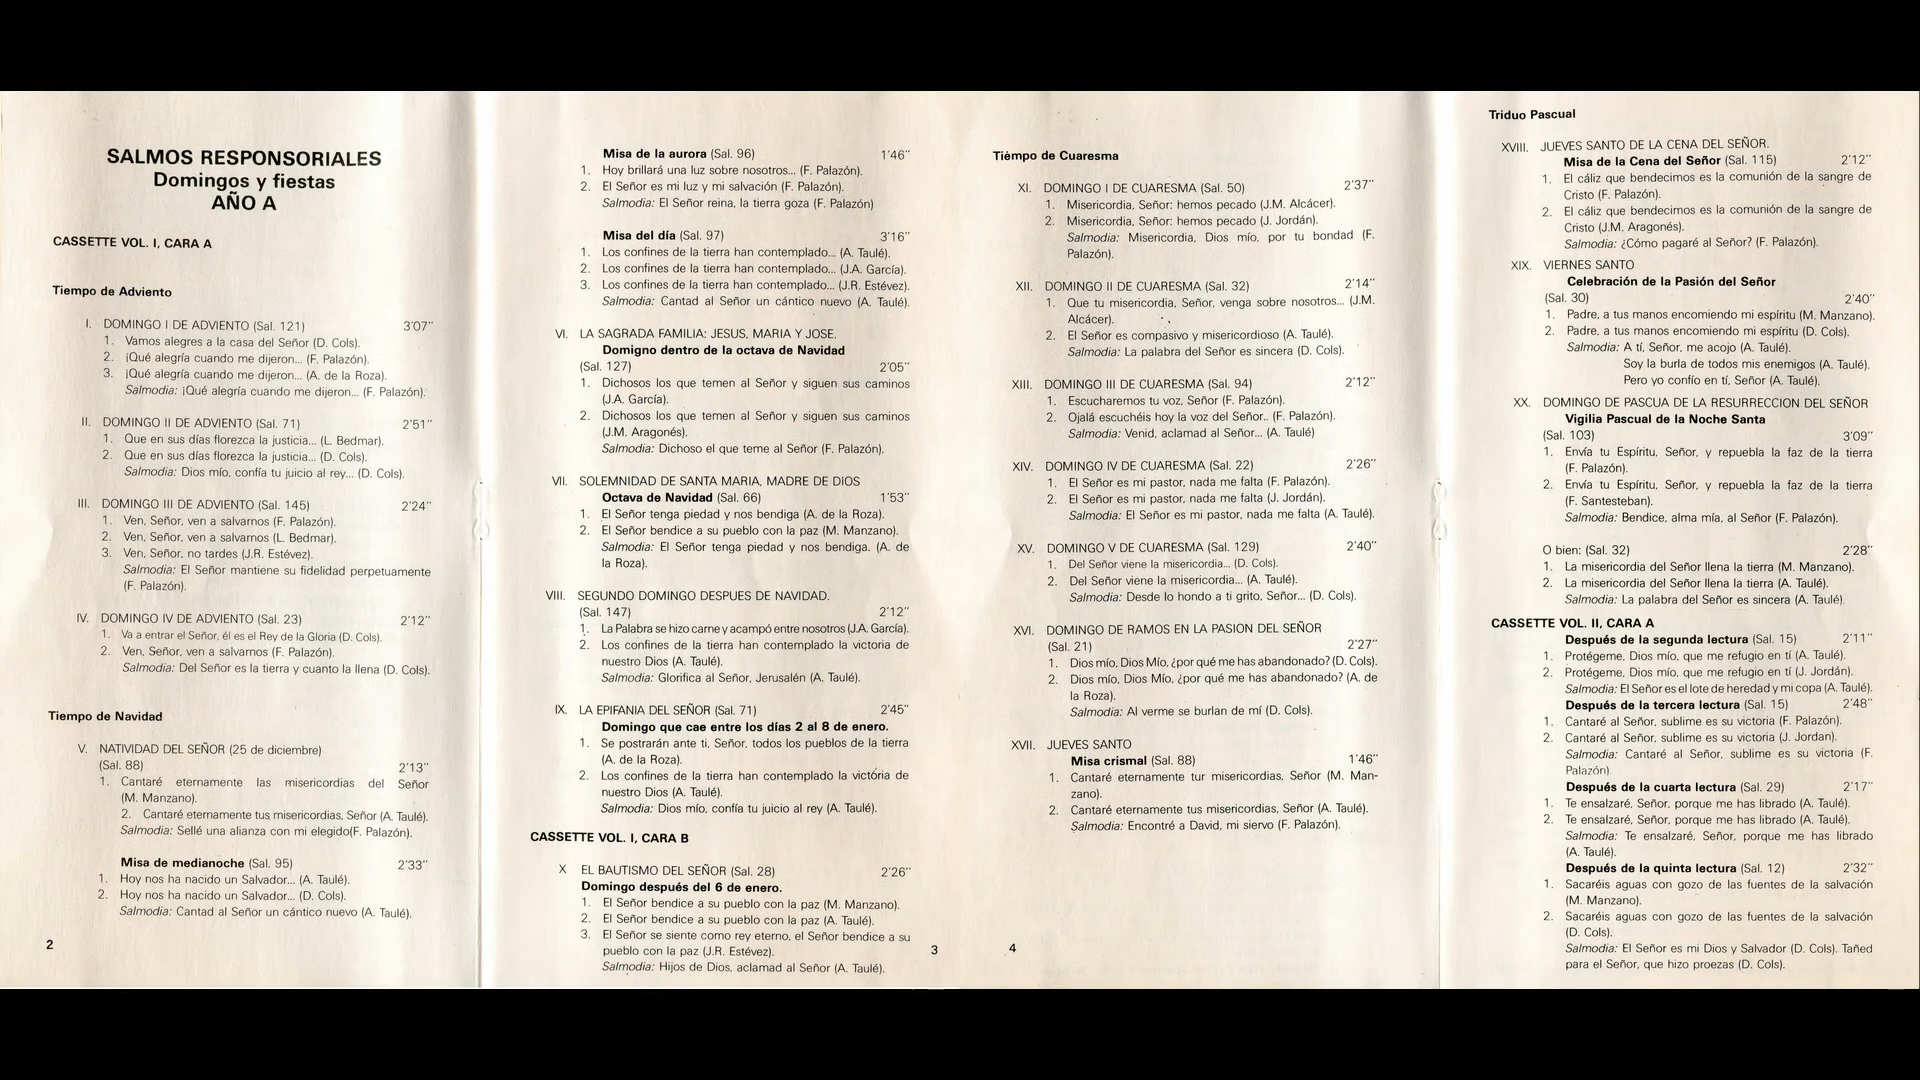 SALMOS RESPONSORIALES
Domingos y fiestas
AÑO A
CASSETTE VOL. I, CARA A
Tiempo de Adviento
I. DOMINGO I DE ADVIENTO (Sal. 121) 3'07''
1. Vamos alegres a la casa del Señor (D. Cols).
2. ¡Qué alegría cuando me dijeron... (F. Palazón).
3. ¡Qué alegría cuando me dijeron... (A. de la Roza).
Salmodia: ¡Qué alegría cuando me dijeron... (F. Palazón).
II. DOMINGO II DE ADVIENTO (Sal. 71) 2'51''
1. Que en sus días florezca la justicia... (L. Bedmar).
2. Que en sus días florezca la justicia... (D. Cols).
Salmodia: Dios mío, confía tu juicio al rey... (D. Cols).
III. DOMINGO III DE ADVIENTO (Sal. 145) 2'24''
1. Ven, Señor, ven a salvarnos (F. Palazón).
2. Ven, Señor, ven a salvarnos (L. Bedmar).
3. Ven, Señor, no tardes (J.R. Estévez).
Salmodia: El Señor mantiene su fidelidad perpetuamente
(F. Palazón).
IV. DOMINGO IV DE ADVIENTO (Sal. 23) 2'12''
1. Va a entrar el Señor, él es el Rey de la Gloria (D. Cols).
2. Ven, Señor, ven a salvarnos (F. Palazón).
Salmodia: Del Señor es la tierra y cuanto la llena (D. Cols).
Tiempo de Navidad
V. NATIVIDAD DEL SEÑOR (25 de diciembre)
(Sal. 88) 2'13''
1. Cantaré eternamente las misericordias del Señor
(M. Manzano).
2. Cantaré eternamente tus misericordias, Señor (A. Taulé).
Salmodia: Sellé una alianza con mi elegido(F. Palazón).
Misa de medianoche (Sal. 95) 2'33''
1. Hoy nos ha nacido un Salvador... (A. Taulé).
2. Hoy nos ha nacido un Salvador... (D. Cols).
Salmodia: Cantad al Señor un cántico nuevo (A. Taulé).
2
Misa de la aurora (Sal. 96) 1'46''
1. Hoy brillará una luz sobre nosotros... (F. Palazón).
2. El Señor es mi luz y mi salvación (F. Palazón).
Salmodia: El Señor reina, la tierra goza (F. Palazón)
Misa del día (Sal. 97) 3'16''
1. Los confines de la tierra han contemplado... (A. Taulé).
2. Los confines de la tierra han contemplado... (J.A. García).
3. Los confines de la tierra han contemplado... (J.R. Estévez).
Salmodia: Cantad al Señor un cántico nuevo (A. Taulé).
VI. LA SAGRADA FAMILIA: JESUS, MARIA Y JOSE.
Domigno dentro de la octava de Navidad
(Sal. 127) 2'05''
1. Dichosos los que temen al Señor y siguen sus caminos
(J.A. García).
2. Dichosos los que temen al Señor y siguen sus caminos
(J.M. Aragonés).
Salmodia: Dichoso el que teme al Señor (F. Palazón).
VII. SOLEMNIDAD DE SANTA MARIA, MADRE DE DIOS
Octava de Navidad (Sal. 66) 1'53''
1. El Señor tenga piedad y nos bendiga (A. de la Roza).
2. El Señor bendice a su pueblo con la paz (M. Manzano).
Salmodia: El Señor tenga piedad y nos bendiga. (A. de
la Roza).
VIII. SEGUNDO DOMINGO DESPUES DE NAVIDAD.
(Sal. 147) 2'12''
1. La Palabra se hizo carne y acampó entre nosotros (J.A. García).
2. Los confines de la tierra han contemplado la victoria de
nuestro Dios (A. Taulé).
Salmodia: Glorifica al Señor, Jerusalén (A. Taulé).
IX. LA EPIFANIA DEL SEÑOR (Sal. 71) 2'45''
Domingo que cae entre los días 2 al 8 de enero.
1. Se postrarán ante ti, Señor, todos los pueblos de la tierra
(A. de la Roza).
2. Los confines de la tierra han contemplado la victoria de
nuestro Dios (A. Taulé).
Salmodia: Dios mío, confía tu juicio al rey (A. Taulé).
CASSETTE VOL. I, CARA B
X EL BAUTISMO DEL SEÑOR (Sal. 28) 2'26''
Domingo después del 6 de enero.
1. El Señor bendice a su pueblo con la paz (M. Manzano).
2. El Señor bendice a su pueblo con la paz (A. Taulé).
3. El Señor se siente como rey eterno, el Señor bendice a su
pueblo con la paz (J.R. Estévez).
Salmodia: Hijos de Dios, aclamad al Señor (A. Taulé).
3
Tiempo de Cuaresma
XI. DOMINGO I DE CUARESMA (Sal. 50) 2'37''
1. Misericordia, Señor: hemos pecado (J.M. Alcácer).
2. Misericordia, Señor: hemos pecado (J. Jordán).
Salmodia: Misericordia, Dios mío, por tu bondad (F.
Palazón).
XII. DOMINGO II DE CUARESMA (Sal. 32) 2'14''
1. Que tu misericordia, Señor, venga sobre nosotros... (J.M.
Alcácer).
2. El Señor es compasivo y misericordioso (A. Taulé).
Salmodia: La palabra del Señor es sincera (D. Cols).
XIII. DOMINGO III DE CUARESMA (Sal. 94) 2'12''
1. Escucharemos tu voz, Señor (F. Palazón).
2. Ojalá escuchéis hoy la voz del Señor.. (F. Palazón).
Salmodia: Venid, aclamad al Señor... (A. Taulé)
XIV. DOMINGO IV DE CUARESMA (Sal. 22) 2'26''
1. El Señor es mi pastor, nada me falta (F. Palazón).
2. El Señor es mi pastor, nada me falta (J. Jordán).
Salmodia: El Señor es mi pastor, nada me falta (A. Taulé).
XV. DOMINGO V DE CUARESMA (Sal. 129) 2'40''
1. Del Señor viene la misericordia... (D. Cols).
2. Del Señor viene la misericordia... (A. Taulé).
Salmodia: Desde lo hondo a ti grito, Señor... (D. Cols).
XVI. DOMINGO DE RAMOS EN LA PASION DEL SEÑOR
(Sal. 21) 2'27''
1. Dios mío, Dios Mío, ¿por qué me has abandonado? (D. Cols).
2. Dios mío, Dios Mío, ¿por qué me has abandonado? (A. de
la Roza).
Salmodia: Al verme se burlan de mí (D. Cols).
XVII. JUEVES SANTO
Misa crismal (Sal. 88) 1'46''
1. Cantaré eternamente tur misericordias, Señor (M. Man-
zano).
2. Cantaré eternamente tus misericordias, Señor (A. Taulé).
Salmodia: Encontré a David, mi siervo (F. Palazón).
4
Triduo Pascual
XVIII. JUEVES SANTO DE LA CENA DEL SEÑOR.
Misa de la Cena del Señor (Sal. 115) 2'12''
1. El cáliz que bendecimos es la comunión de la sangre de
Cristo (F. Palazón).
2. El cáliz que bendecimos es la comunión de la sangre de
Cristo (J.M. Aragonés).
Salmodia: ¿Cómo pagaré al Señor? (F. Palazón).
XIX. VIERNES SANTO
Celebración de la Pasión del Señor
(Sal. 30) 2'40''
1. Padre, a tus manos encomiendo mi espíritu (M. Manzano).
2. Padre, a tus manos encomiendo mi espíritu (D. Cols).
Salmodia: A tí, Señor, me acojo (A. Taulé).
Soy la burla de todos mis enemigos (A. Taulé).
Pero yo confío en tí, Señor (A. Taulé).
XX. DOMINGO DE PASCUA DE LA RESURRECCION DEL SEÑOR
Vigilia Pascual de la Noche Santa
(Sal. 103) 3'09''
1. Envía tu Espíritu, Señor, y repuebla la faz de la tierra
(F. Palazón).
2. Envía tu Espíritu, Señor, y repuebla la faz de la tierra
(F. Santesteban).
Salmodia: Bendice, alma mía, al Señor (F. Palazón).
O bien: (Sal. 32) 2'28''
1. La misericordia del Señor llena la tierra (M. Manzano).
2. La misericordia del Señor llena la tierra (A. Taulé).
Salmodia: La palabra del Señor es sincera (A. Taulé).
CASSETTE VOL. II, CARA A
Después de la segunda lectura (Sal. 15) 2'11''
1. Protégeme, Dios mío, que me refugio en tí (A. Taulé).
2. Protégeme, Dios mío, que me refugio en tí (J. Jordán).
Salmodia: El Señor es el lote de heredad y mi copa (A. Taulé).
Después de la tercera lectura (Sal. 15) 2'48''
1. Cantaré al Señor, sublime es su victoria (F. Palazón).
2. Cantaré al Señor, sublime es su victoria (J. Jordan).
Salmodia: Cantaré al Señor, sublime es su victoria (F.
Palazón).
Después de la cuarta lectura (Sal. 29) 2'17''
1. Te ensalzaré, Señor, porque me has librado (A. Taulé).
2. Te ensalzaré, Señor, porque me has librado (A. Taulé).
Salmodia: Te ensalzaré, Señor, porque me has librado
(A. Taulé).
Después de la quinta lectura (Sal. 12) 2'32''
1. Sacaréis aguas con gozo de las fuentes de la salvación
(M. Manzano).
2. Sacaréis aguas con gozo de las fuentes de la salvación
(D. Cols).
Salmodia: El Señor es mi Dios y Salvador (D. Cols). Tañed
para el Señor, que hizo proezas (D. Cols).